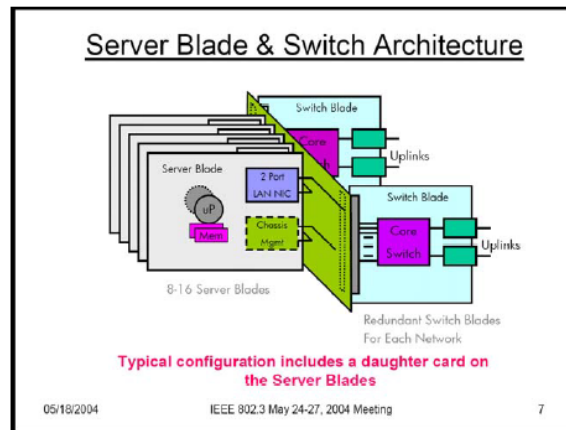 Server Blade & Switch Architecture
Switch Blade
Core
Switch
Uplinks
Server Blade
2 Port
LAN NIC
uP
Mem
Chassis
Mgmt
Switch Blade
Core
Switch
Uplinks
8-16 Server Blades
Redundant Switch Blades
For Each Network
Typical configuration includes a daughter card on
the Server Blades
05/18/2004 IEEE 802.3 May 24-27, 2004 Meeting 7